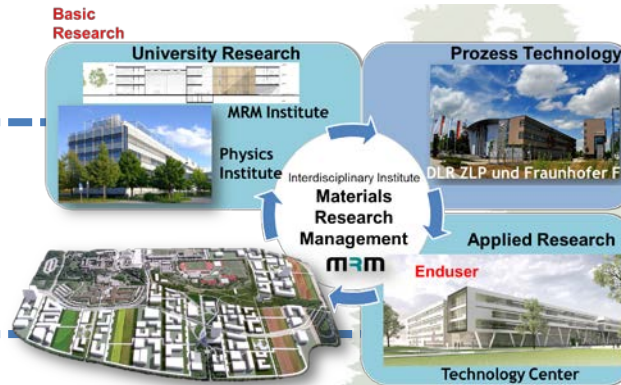 Basic
Research
University Research
MRM Institute
Physics
Institute
Prozess Technology
DLR ZLP und Fraunhofer F
Interdisciplinary Institute
Materials
Research
Management
mRm
Applied Research
Enduser
Technology Center